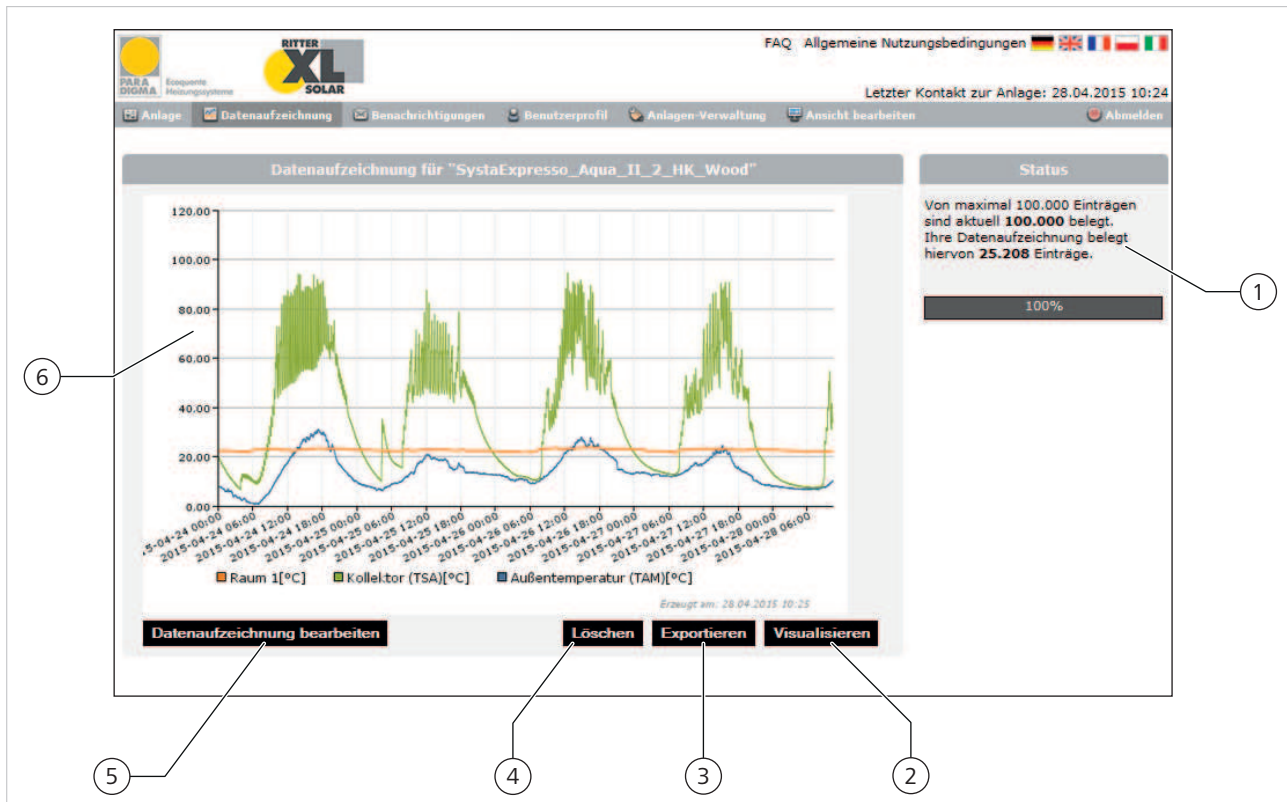 FAQ Allgemeine Nutzungsbedingungen
PARA
DIGMA
Ecoquente
Heizungssysteme
RITTER
XL
SOLAR
Letzter Kontakt zur Anlage: 28.04.2015 10:24
Anlage Datenaufzeichnung Benachrichtigungen Benutzerprofil Anlagen-Verwaltung Ansicht bearbeiten Abmelden
Datenaufzeichnung für "SystaExpresso_Aqua_II_2_HK_Wood"
Status
Von maximal 100.000 Einträgen
sind aktuell 100.000 belegt.
Ihre Datenaufzeichnung belegt
hiervon 25.208 Einträge.
100%
1
120.00
100.00
80.00
60.00
40.00
20.00
0.00
6
5-04-24 00:00
2015-04-24 06:00
2015-04-24 12:00
2015-04-24 18:00
2015-04-25 00:00
2015-04-25 06:00
2015-04-25 12:00
2015-04-25 18:00
2015-04-26 00:00
2015-04-26 06:00
2015-04-26 12:00
2015-04-26 18:00
2015-04-27 00:00
2015-04-27 06:00
2015-04-27 12:00
2015-04-27 18:00
2015-04-28 00:00
2015-04-28 06:00
Raum 1[°C] Kollektor (TSA)[°C] Außentemperatur (TAM)[°C]
Erzeugt am: 28.04.2015 10:25
Datenaufzeichnung bearbeiten Löschen Exportieren Visualisieren
5 4 3 2